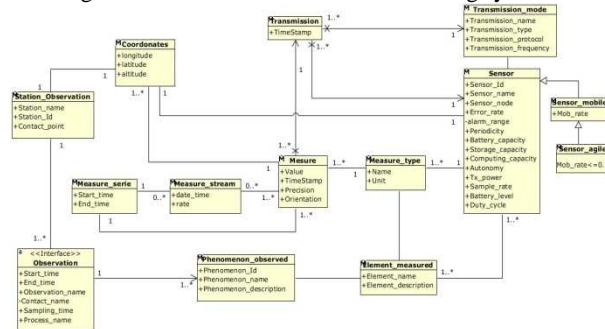 Transmission
+TimeStamp
Transmission_mode
+Transmission_name
+Transmission_type
+Transmission_protocol
+Transmission_frequency
Coordonates
+longitude
+latitude
+altitude
Station_Observation
+Station_name
+Station_Id
+Contact_point
Sensor
+Sensor_Id
+Sensor_name
+Sensor_node
+Error_rate
-alarm_range
+Periodicity
+Battery_capacity
+Storage_capacity
+Computing_capacity
+Autonomy
+Tx_power
+Sample_rate
+Battery_level
+Duty_cycle
Sensor_mobile
+Mob_rate
Sensor_agile
Mob_rate<=0.
Mesure
+Value
+TimeStamp
+Precision
+Orientation
Measure_type
+Name
+Unit
Measure_serie
+Start_time
+End_time
Measure_stream
+date_time
+rate
<<Interface>>
Observation
+Start_time
+End_time
+Observation_name
-Contact_name
+Sampling_time
+Process_name
Phenomenon_observed
+Phenomenon_Id
+Phenomenon_name
+Phenomenon_description
Element_measured
+Element_name
+Element_description